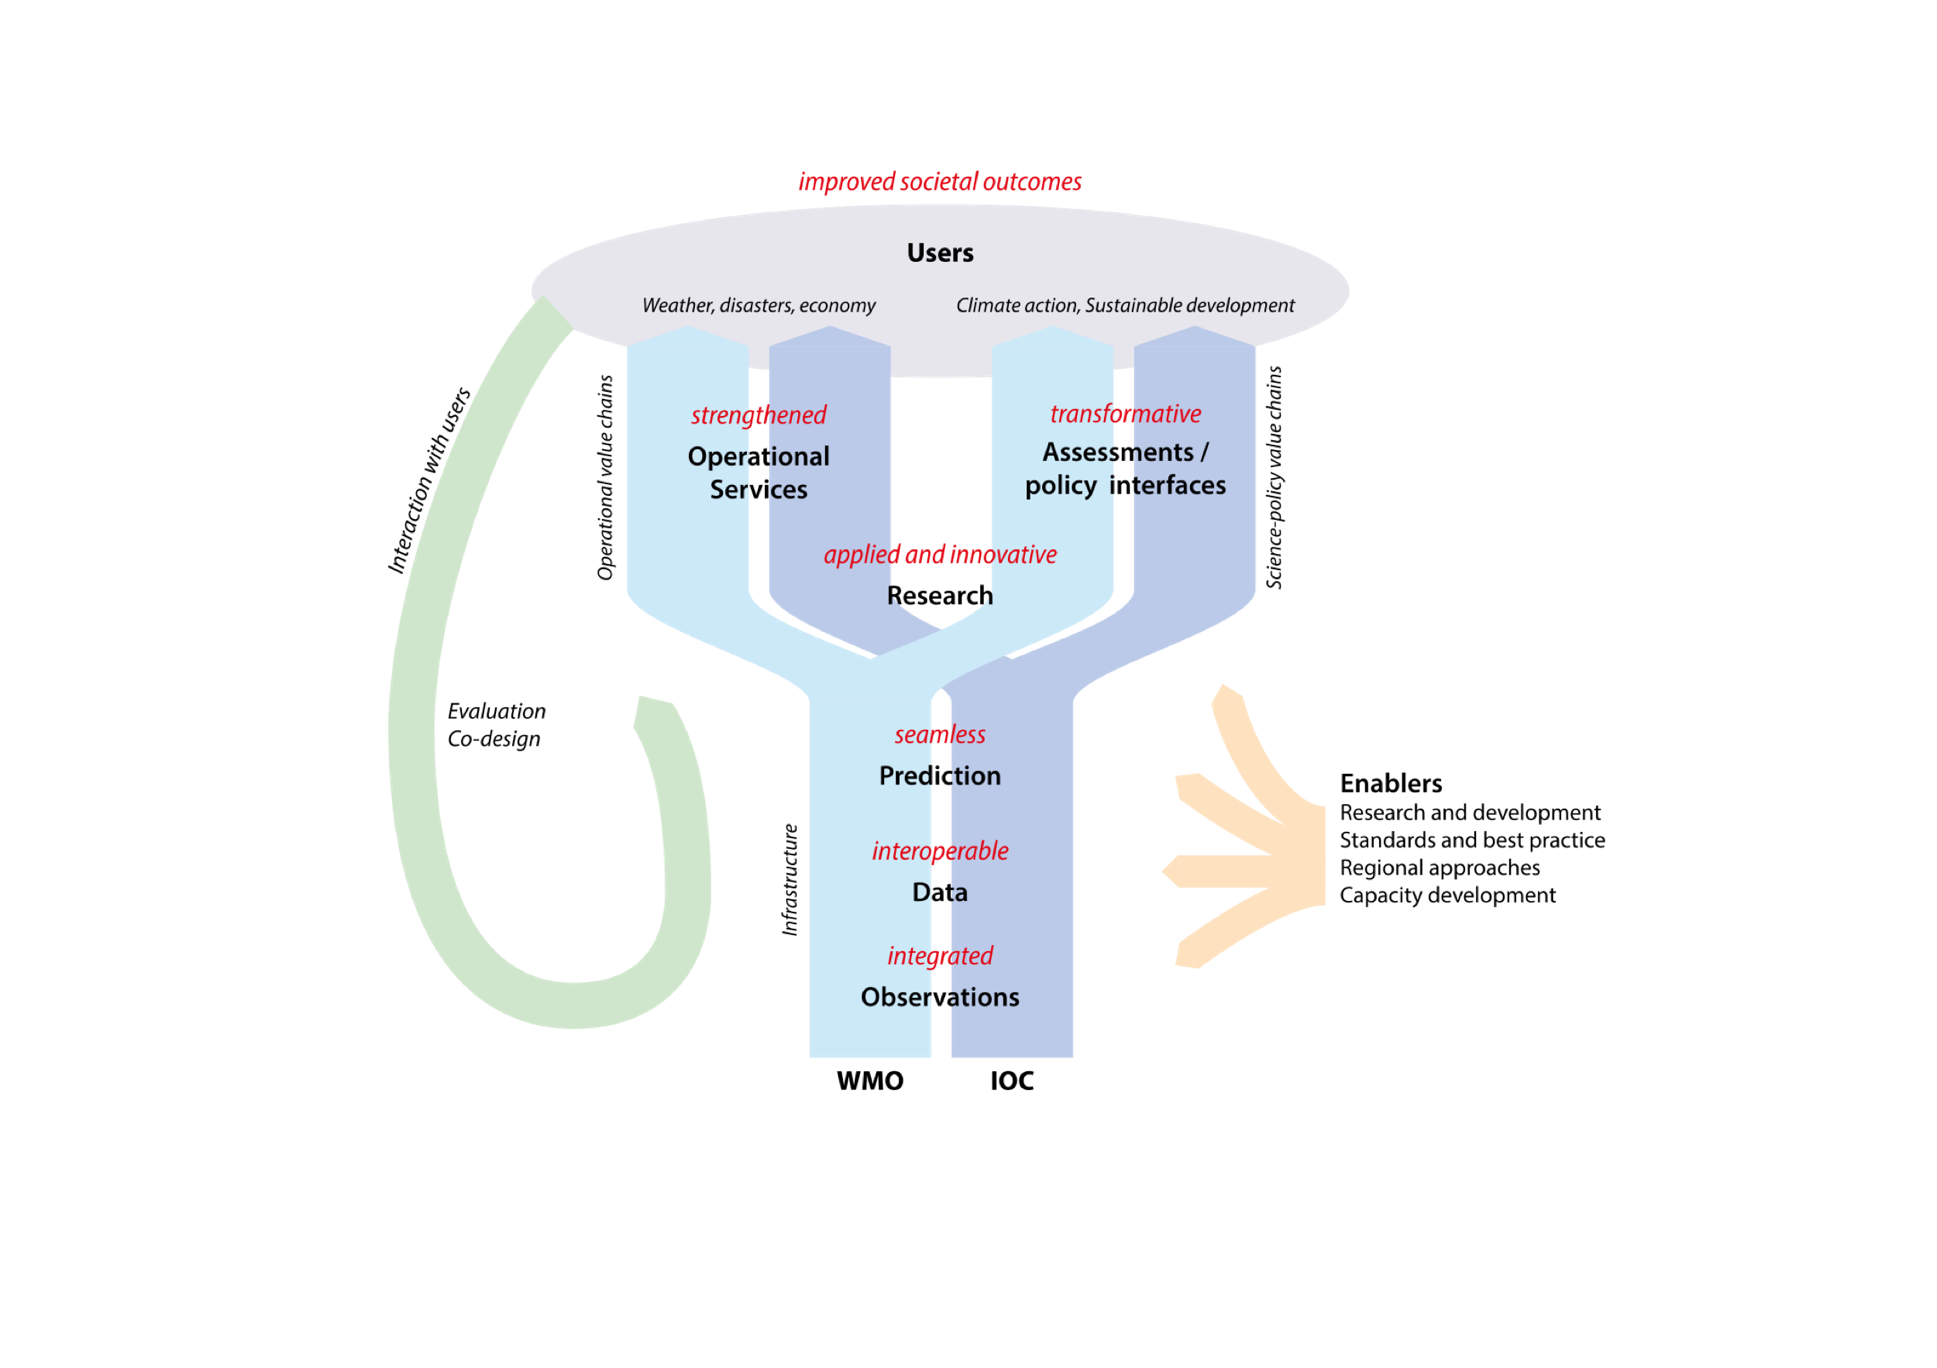 improved societal outcomes
Users
Weather, disasters, economy
Climate action, Sustainable development
Interaction with users
Operational value chains
strengthened
Operational
Services
transformative
Assessments /
policy interfaces
Science-policy value chains
applied and innovative
Research
Evaluation
Co-design
seamless
Prediction
Infrastructure
interoperable
Data
integrated
Observations
Enablers
Research and development
Standards and best practice
Regional approaches
Capacity development
WMO
IOC